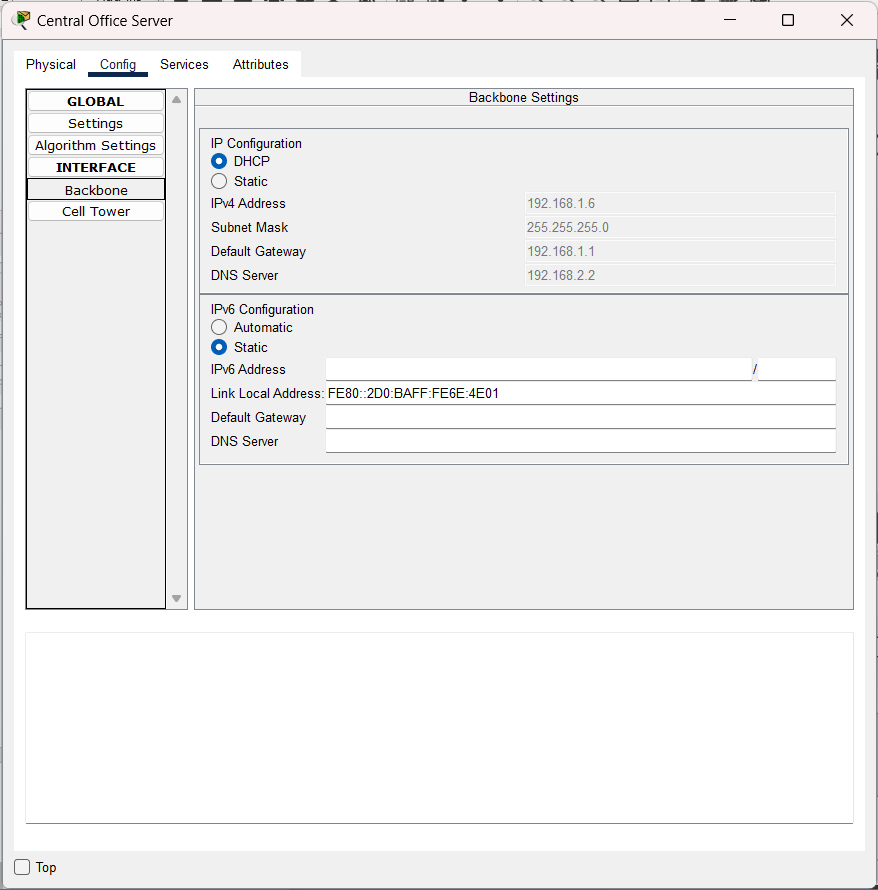 Central Office Server
Physical Config Services Attributes
GLOBAL
Settings
Algorithm Settings
INTERFACE
Backbone
Cell Tower
Backbone Settings
IP Configuration
DHCP
Static
IPv4 Address 192.168.1.6
Subnet Mask 255.255.255.0
Default Gateway 192.168.1.1
DNS Server 192.168.2.2
IPv6 Configuration
Automatic
Static
IPv6 Address /
Link Local Address: FE80::2D0:BAFF:FE6E:4E01
Default Gateway
DNS Server
Top